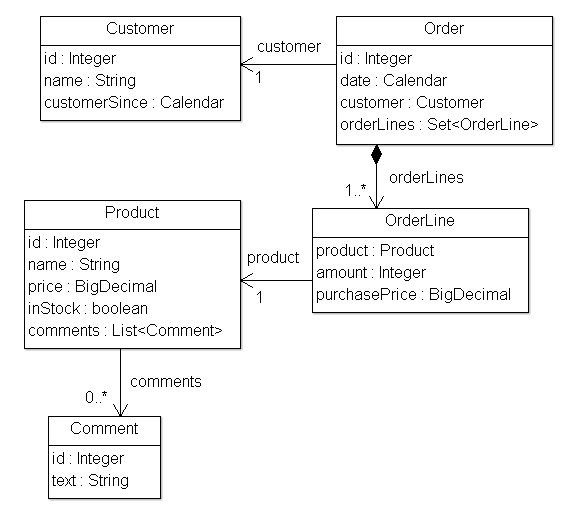 Customer
id : Integer
name : String
customerSince : Calendar
customer
1
Order
id : Integer
date : Calendar
customer : Customer
orderLines : Set<OrderLine>
orderLines
1..*
Product
id : Integer
name : String
price : BigDecimal
inStock : boolean
comments : List<Comment>
product
1
OrderLine
product : Product
amount : Integer
purchasePrice : BigDecimal
comments
0..*
Comment
id : Integer
text : String